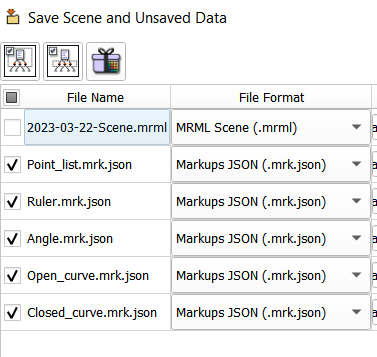 Save Scene and Unsaved Data
File Name File Format
2023-03-22-Scene.mrml MRML Scene (.mrml)
Point_list.mrk.json Markups JSON (.mrk.json)
Ruler.mrk.json Markups JSON (.mrk.json)
Angle.mrk.json Markups JSON (.mrk.json)
Open_curve.mrk.json Markups JSON (.mrk.json)
Closed_curve.mrk.json Markups JSON (.mrk.json)